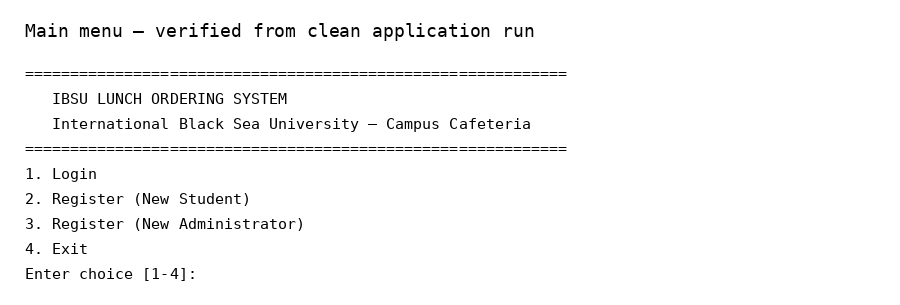 Main menu — verified from clean application run
============================================================
   IBSU LUNCH ORDERING SYSTEM
   International Black Sea University — Campus Cafeteria
============================================================
1. Login
2. Register (New Student)
3. Register (New Administrator)
4. Exit
Enter choice [1-4]: